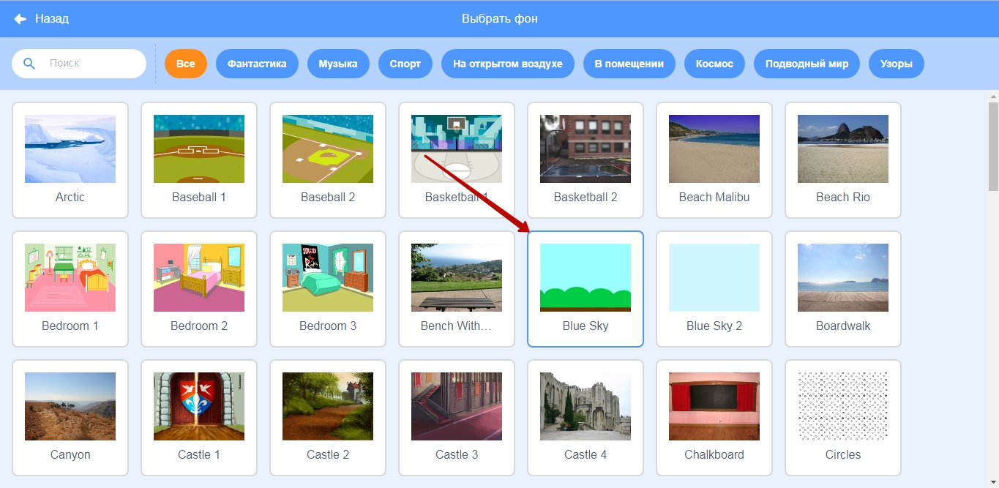 Назад
Выбрать фон
Поиск
Все
Фантастика
Музыка
Спорт
На открытом воздухе
В помещении
Космос
Подводный мир
Узоры
Arctic
Baseball 1
Baseball 2
Basketball 1
Basketball 2
Beach Malibu
Beach Rio
Bedroom 1
Bedroom 2
Bedroom 3
Bench With…
Blue Sky
Blue Sky 2
Boardwalk
Canyon
Castle 1
Castle 2
Castle 3
Castle 4
Chalkboard
Circles